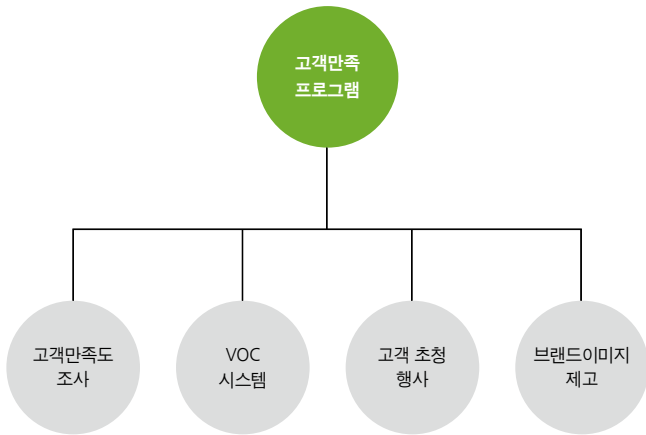 고객만족
프로그램
고객만족도
조사
VOC
시스템
고객 초청
행사
브랜드이미지
제고